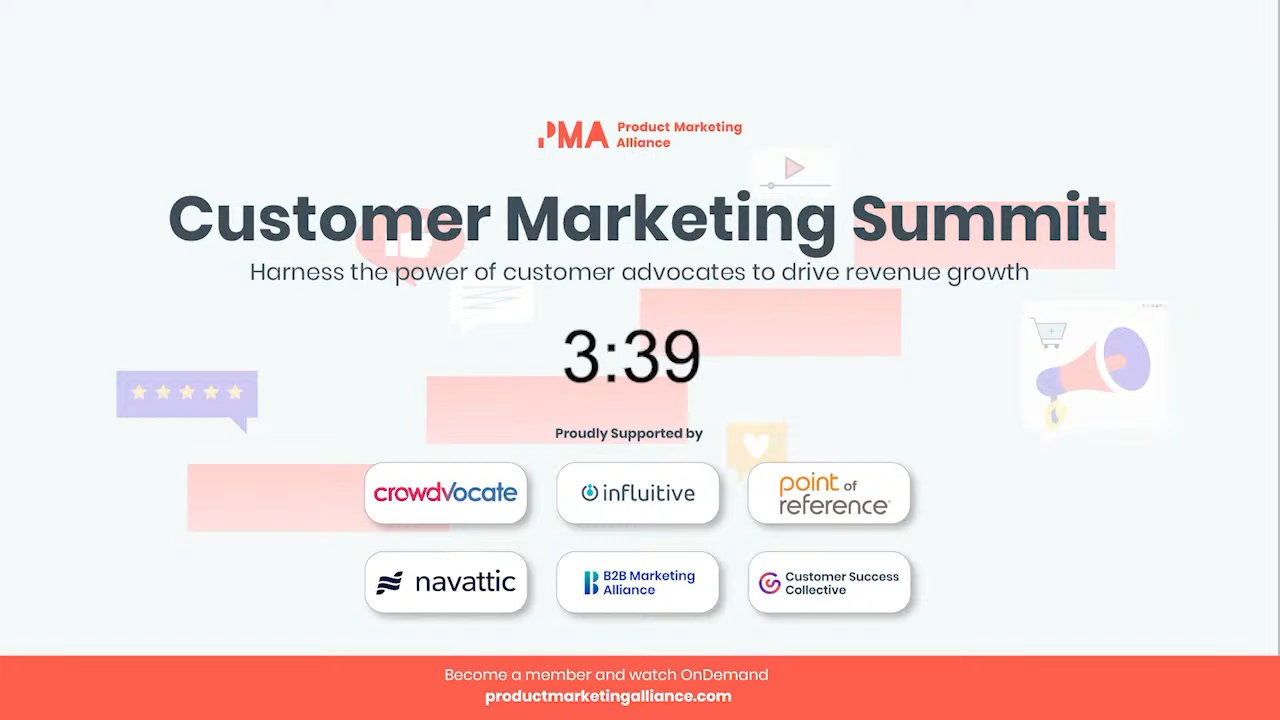 PMA Product Marketing
Alliance
Customer Marketing Summit
Harness the power of customer advocates to drive revenue growth
3:39
Proudly Supported by
crowdvocate
influitive
point of
reference
navattic
B2B Marketing
Alliance
Customer Success
Collective
Become a member and watch OnDemand
productmarketingalliance.com